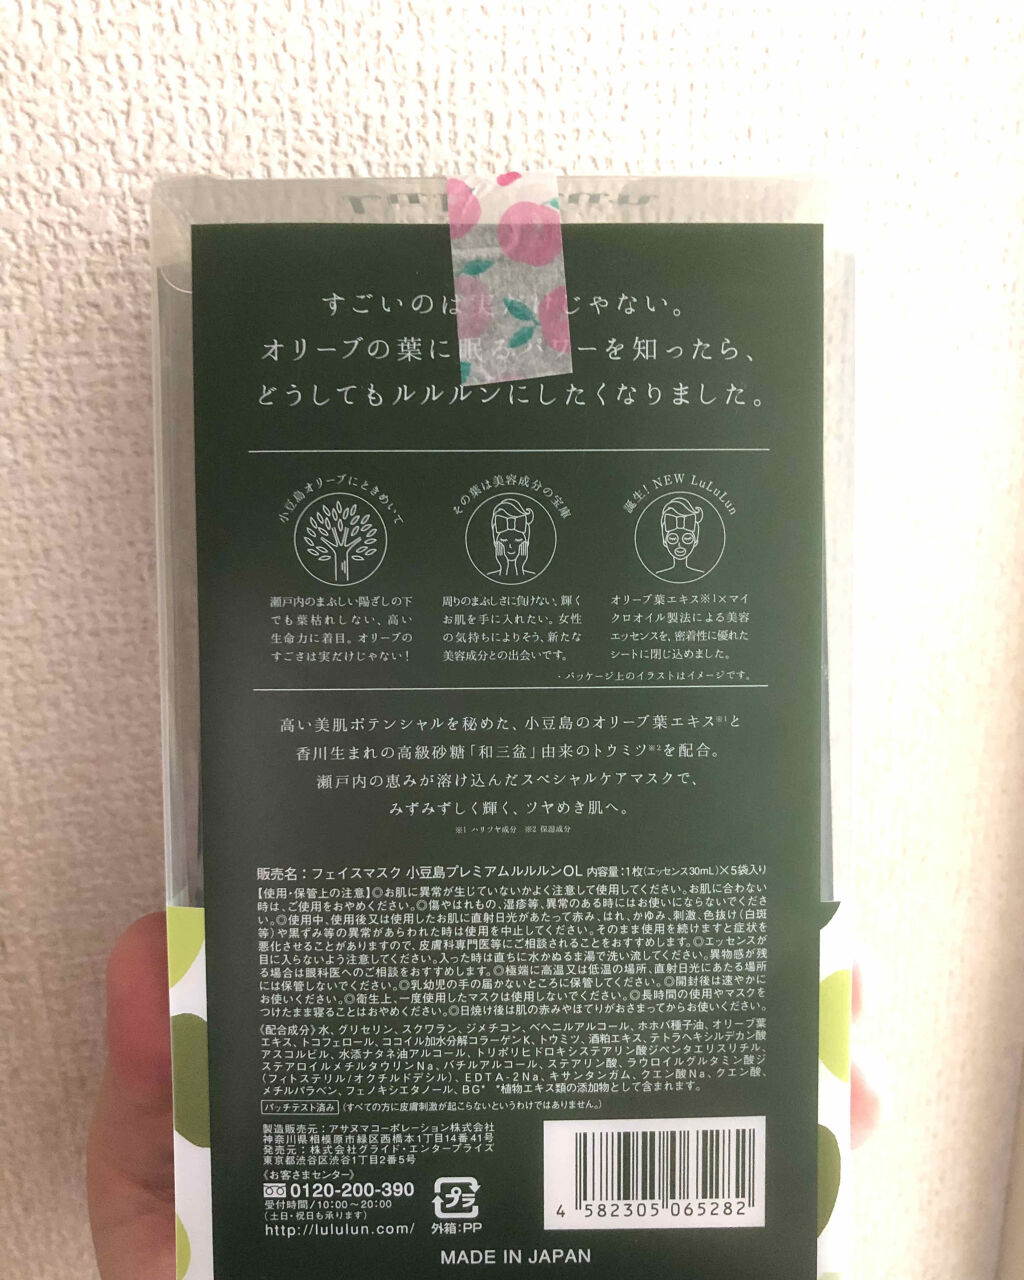 すごいのは実だけじゃない。
オリーブの葉に眠るパワーを知ったら、
どうしてもルルルンにしたくなりました。
小豆島オリーブにときめいて
その葉は美容成分の宝庫
誕生! NEW LuLuLun
瀬戸内のまぶしい陽ざしの下
でも葉枯れしない、高い
生命力に着目。オリーブの
すごさは実だけじゃない!
周りのまぶしさに負けない、輝く
お肌を手に入れたい。女性
の気持ちによりそう、新たな
美容成分との出会いです。
オリーブ葉エキス※1×マイ
クロオイル製法による美容
エッセンスを、密着性に優れた
シートに閉じ込めました。
・パッケージ上のイラストはイメージです。
高い美肌ポテンシャルを秘めた、小豆島のオリーブ葉エキス※1と
香川生まれの高級砂糖「和三盆」由来のトウミツ※2を配合。
瀬戸内の恵みが溶け込んだスペシャルケアマスクで、
みずみずしく輝く、ツヤめき肌へ。
※1 ハリツヤ成分 ※2 保湿成分
販売名:フェイスマスク 小豆島プレミアムルルルンOL 内容量:1枚(エッセンス30mL)×5袋入り
【使用・保管上の注意】◎お肌に異常が生じていないかよく注意して使用してください。お肌に合わない
時は、ご使用をおやめください。◎傷やはれもの、湿疹等、異常のある時にはお使いにならないでくださ
い。◎使用中、使用後又は使用したお肌に直射日光があたって赤み、はれ、かゆみ、刺激、色抜け(白斑
等)や黒ずみ等の異常があらわれた時は使用を中止してください。そのまま使用を続けますと症状を
悪化させることがありますので、皮膚科専門医等にご相談されることをおすすめします。◎エッセンスが
目に入らないよう注意してください。入った時は直ちに水かぬるま湯で洗い流してください。異物感が残
る場合は眼科医へのご相談をおすすめします。◎極端に高温又は低温の場所、直射日光にあたる場所
には保管しないでください。◎乳幼児の手の届かないところに保管してください。◎開封後は速やかに
お使いください。◎衛生上、一度使用したマスクは使用しないでください。◎長時間の使用やマスクを
つけたまま寝ることはおやめください。◎日焼け後は肌の赤みやほてりがおさまってからお使いください。
《配合成分》水、グリセリン、スクワラン、ジメチコン、ベヘニルアルコール、ホホバ種子油、オリーブ葉
エキス、トコフェロール、ココイル加水分解コラーゲンK、トウミツ、酒粕エキス、テトラヘキシルデカン酸
アスコルビル、水添ナタネ油アルコール、トリポリヒドロキシステアリン酸ジペンタエリスリチル、
ステアロイルメチルタウリンNa、バチルアルコール、ステアリン酸、ラウロイルグルタミン酸ジ
(フィトステリル/オクチルドデシル)、EDTA-2Na、キサンタンガム、クエン酸Na、クエン酸、
メチルパラベン、フェノキシエタノール、BG* *植物エキス類の添加物として含まれます。
パッチテスト済み (すべての方に皮膚刺激が起こらないというわけではありません。)
製造販売元:アサヌマコーポレーション株式会社
神奈川県相模原市緑区西橋本1丁目14番41号
発売元:株式会社グライド・エンタープライズ
東京都渋谷区渋谷1丁目2番5号
《お客さまセンター》
0120-200-390
受付時間/10:00〜20:00
(土日・祝日も承ります)
http://lululun.com/
プラ
外箱:PP
4 582305 065282
MADE IN JAPAN